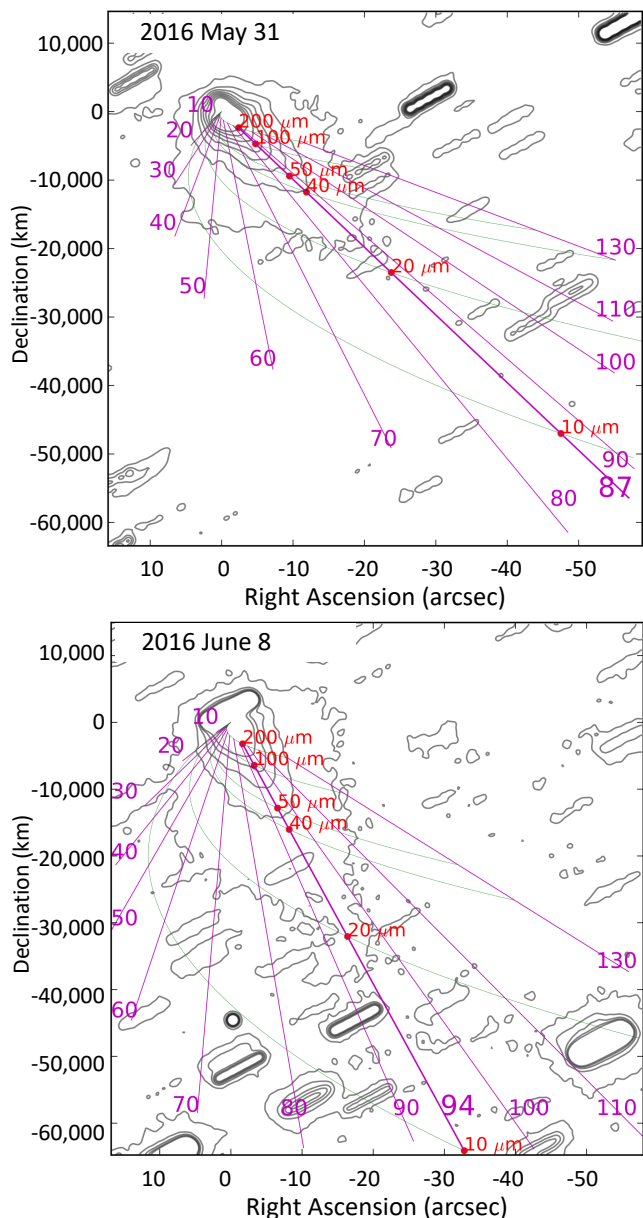 2016 May 31
10,000
0
-10,000
-20,000
-30,000
-40,000
-50,000
-60,000
Declination (km)
10
20
30
40
50
60
70
80
87
90
100
110
130
200 μm
100 μm
50 μm
40 μm
20 μm
10 μm
10 0 -10 -20 -30 -40 -50
Right Ascension (arcsec)
2016 June 8
10,000
0
-10,000
-20,000
-30,000
-40,000
-50,000
-60,000
Declination (km)
10
20
30
40
50
60
70
80
90
94
100
110
130
200 μm
100 μm
50 μm
40 μm
20 μm
10 μm
10 0 -10 -20 -30 -40 -50
Right Ascension (arcsec)